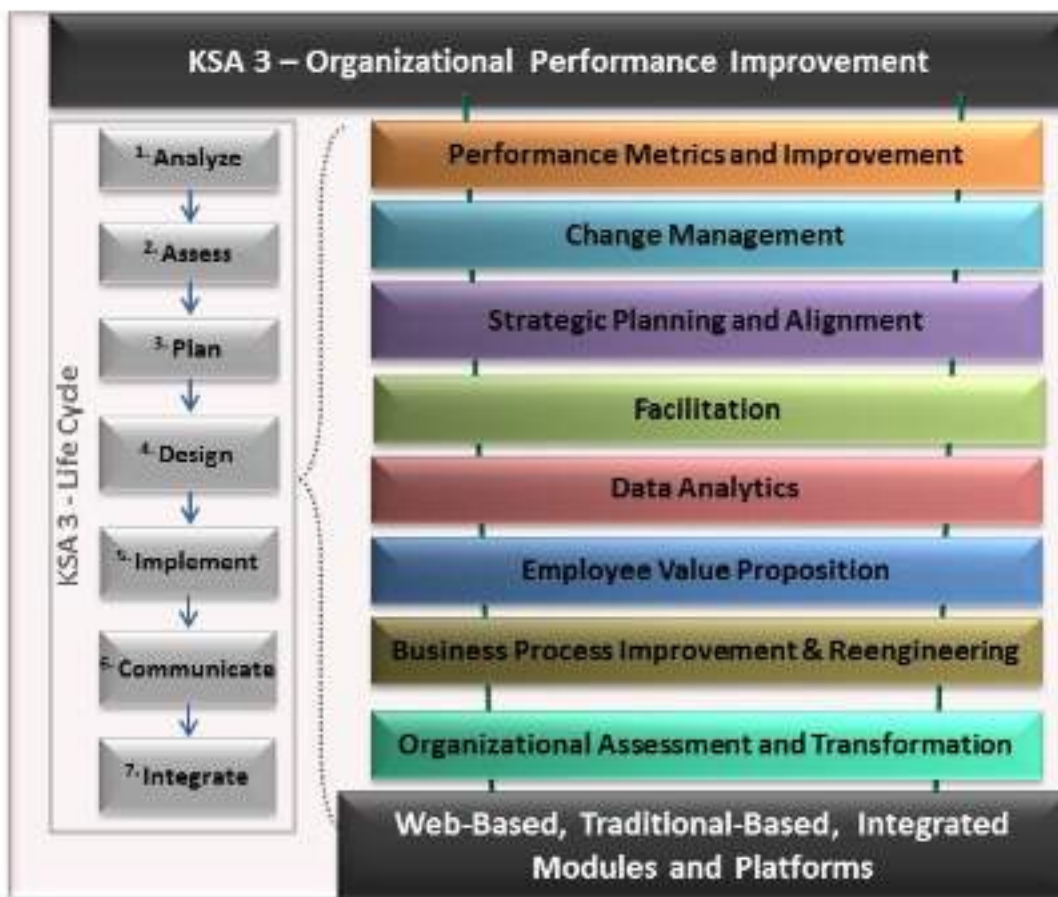 KSA 3 – Organizational Performance Improvement
KSA 3 - Life Cycle
1. Analyze
2. Assess
3. Plan
4. Design
5. Implement
6. Communicate
7. Integrate
Performance Metrics and Improvement
Change Management
Strategic Planning and Alignment
Facilitation
Data Analytics
Employee Value Proposition
Business Process Improvement & Reengineering
Organizational Assessment and Transformation
Web-Based, Traditional-Based, Integrated
Modules and Platforms